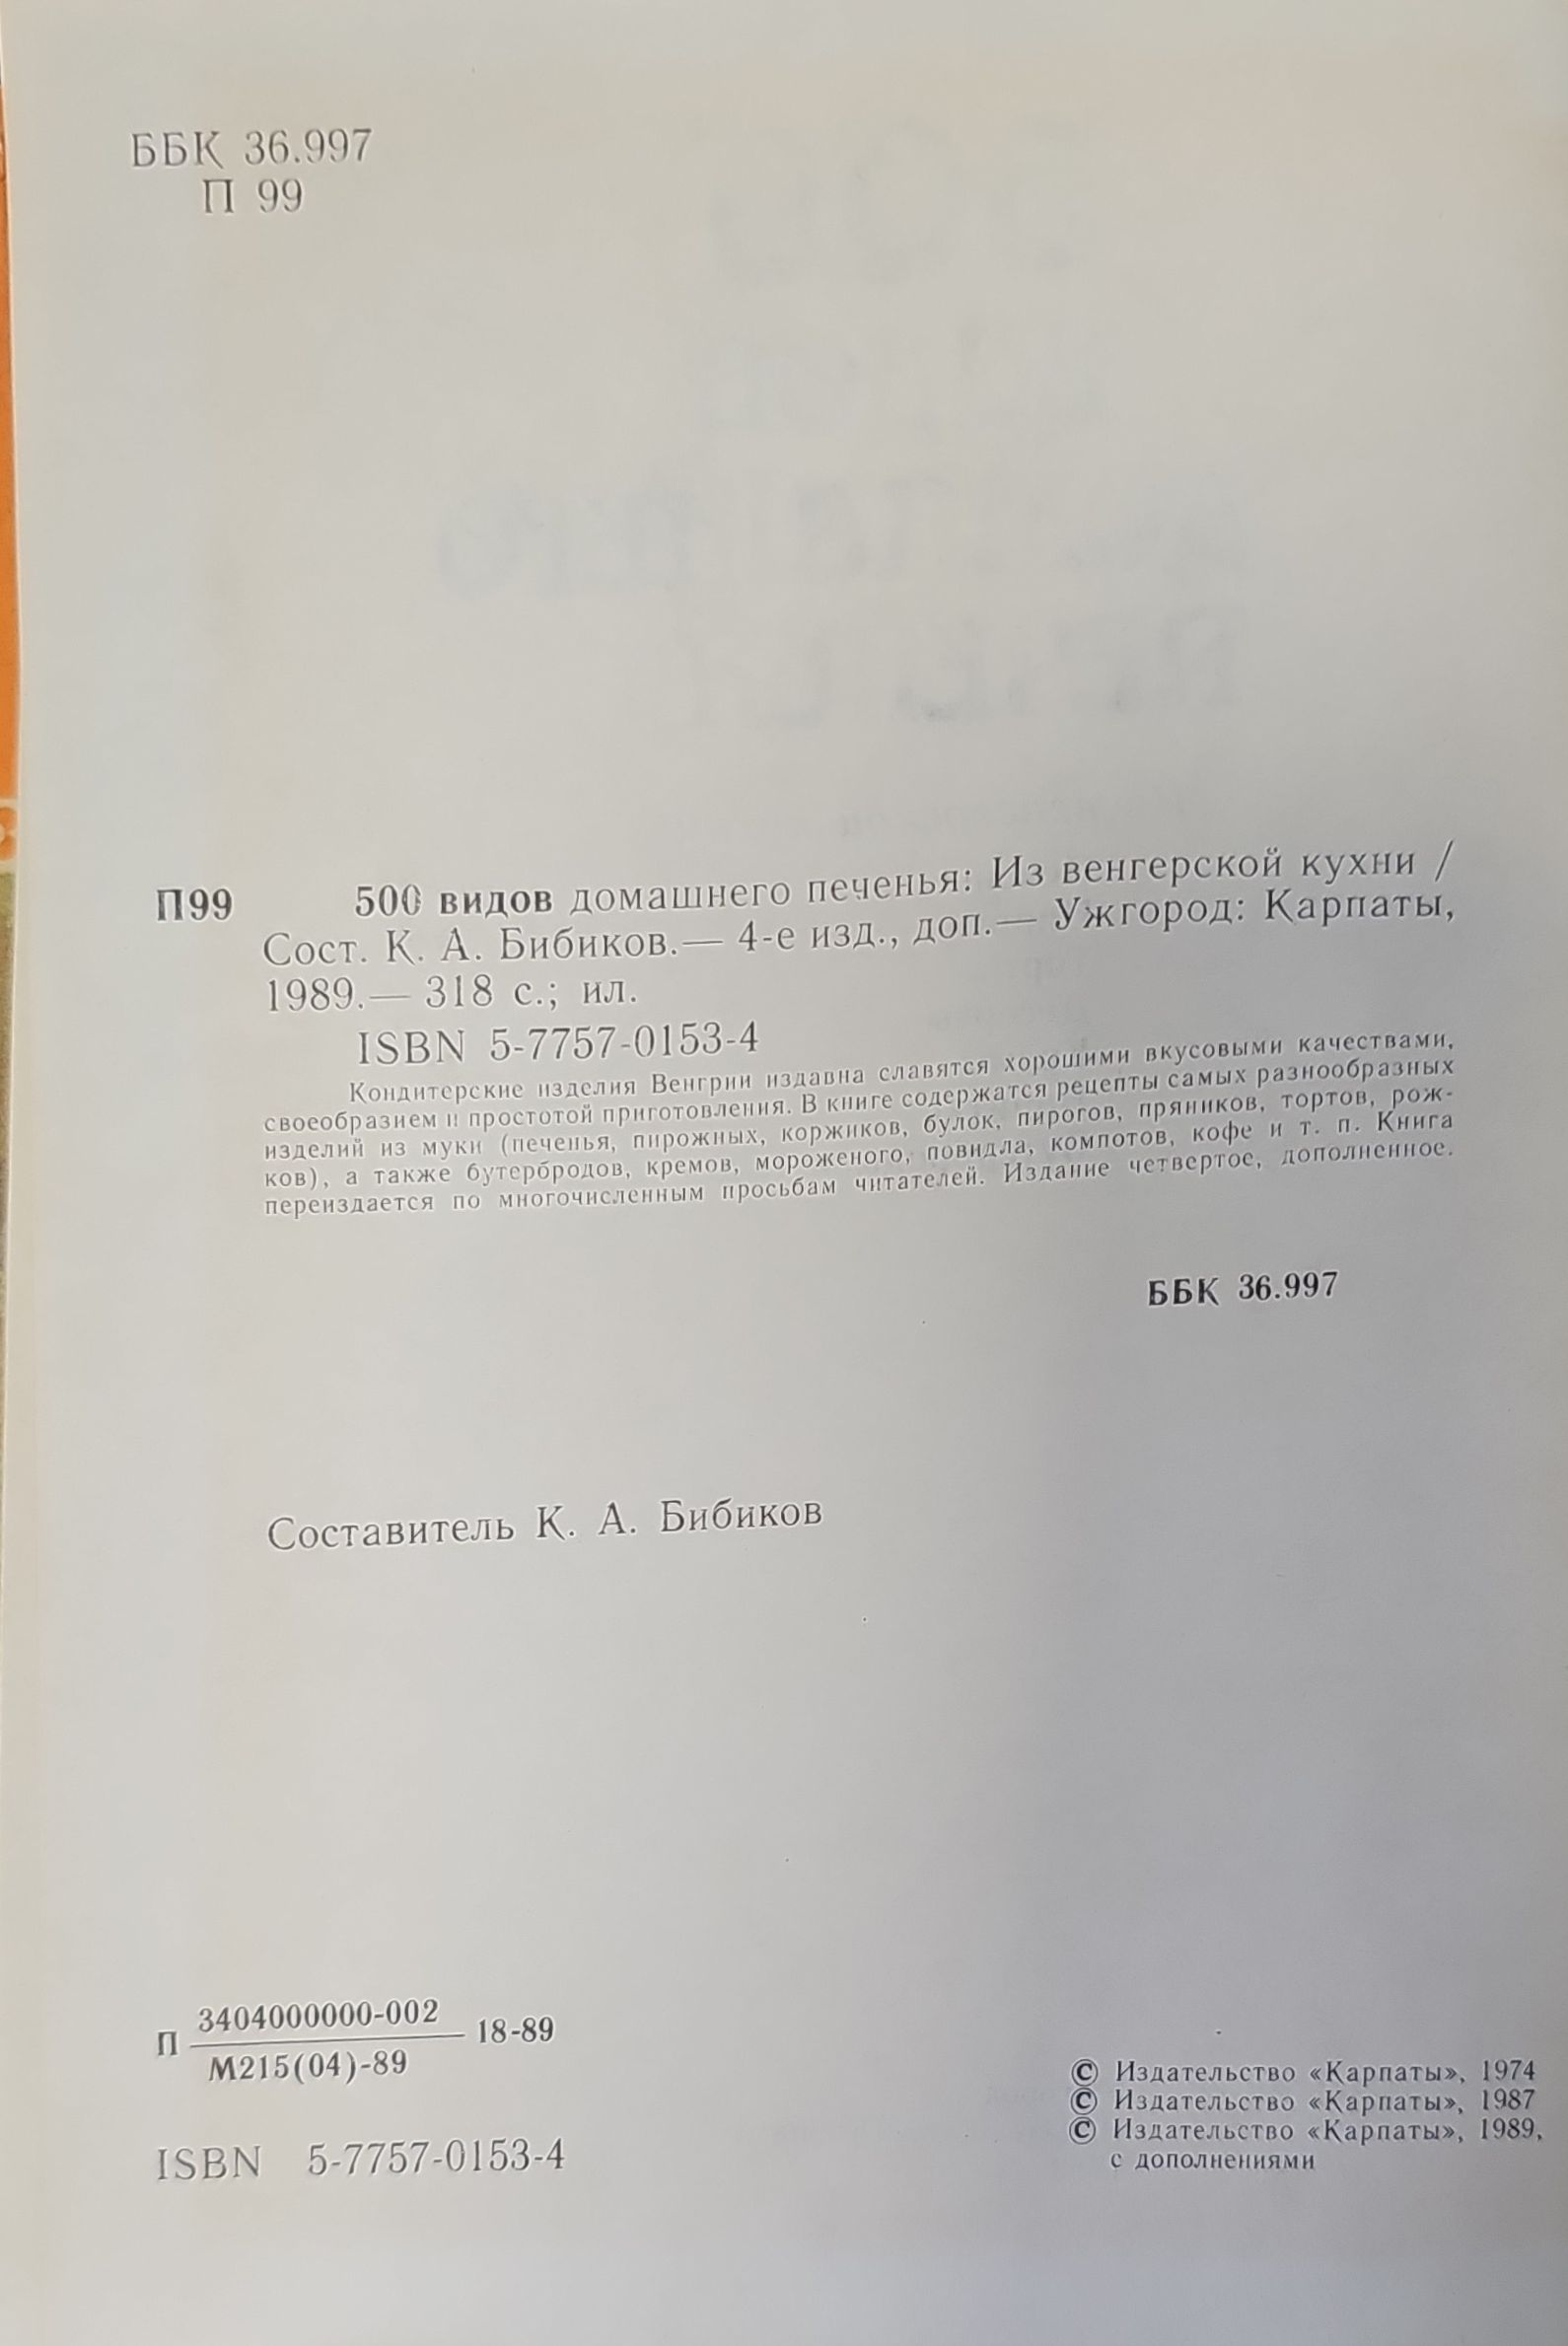 ББК 36.997
П 99
П99 500 видов домашнего печенья: Из венгерской кухни /
Сост. К. А. Бибиков.— 4-е изд., доп.— Ужгород: Карпаты,
1989.— 318 с.; ил.
ISBN 5-7757-0153-4
Кондитерские изделия Венгрии издавна славятся хорошими вкусовыми качествами,
своеобразием и простотой приготовления. В книге содержатся рецепты самых разнообразных
изделий из муки (печенья, пирожных, коржиков, булок, пирогов, пряников, тортов, рож-
ков), а также бутербродов, кремов, мороженого, повидла, компотов, кофе и т. п. Книга
переиздается по многочисленным просьбам читателей. Издание четвертое, дополненное.
ББК 36.997
Составитель К. А. Бибиков
3404000000-002
П 18-89
М215(04)-89
ISBN 5-7757-0153-4
© Издательство «Карпаты», 1974
© Издательство «Карпаты», 1987
© Издательство «Карпаты», 1989,
с дополнениями